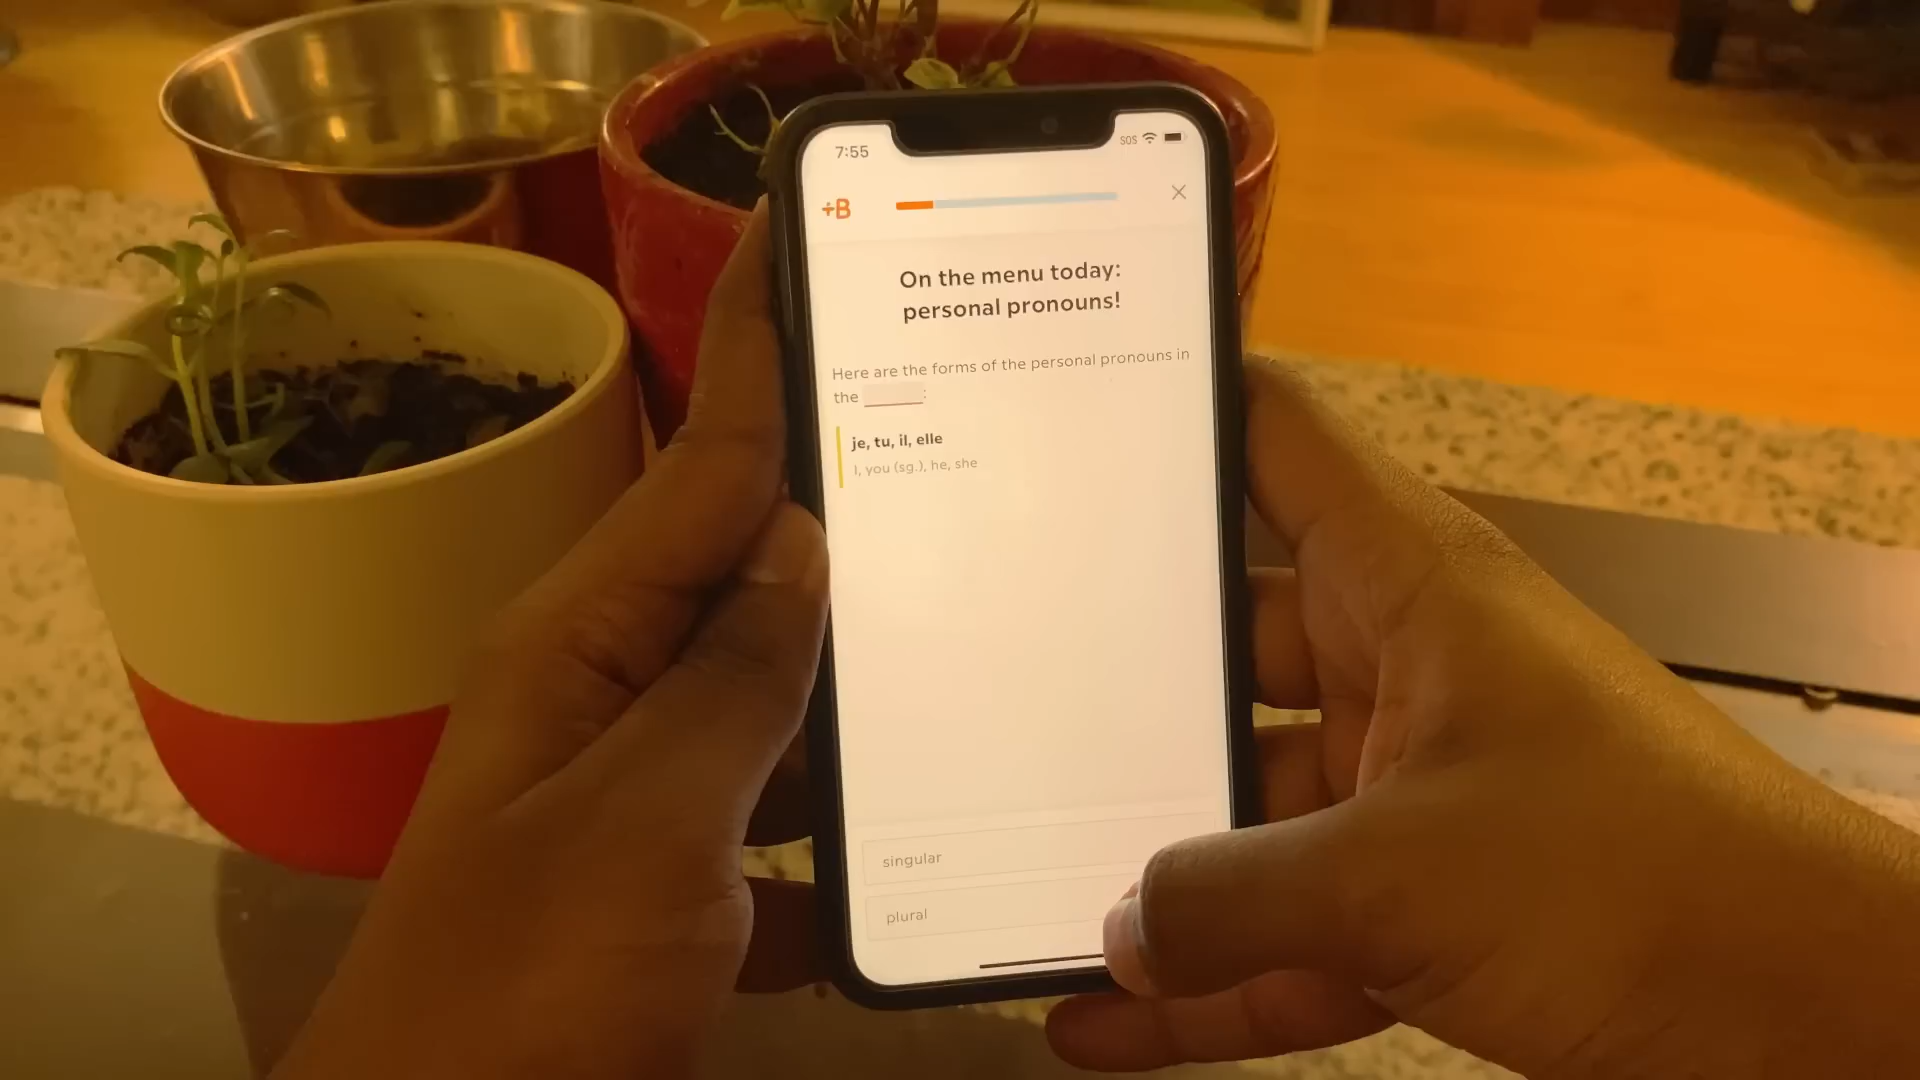 7:55
SOS
+B
On the menu today:
personal pronouns!
Here are the forms of the personal pronouns in
the ____:
je, tu, il, elle
I, you (sg.), he, she
singular
plural